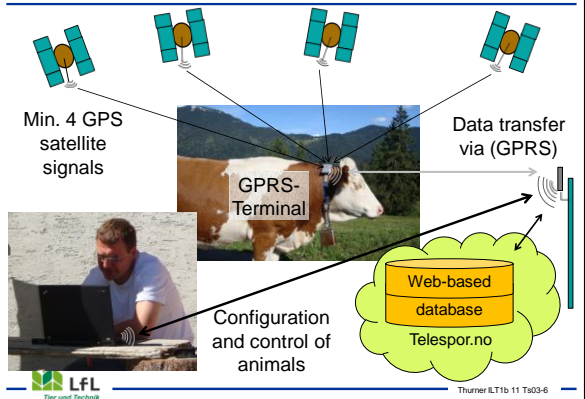 Min. 4 GPS
satellite
signals
Data transfer
via (GPRS)
GPRS-
Terminal
Web-based
database
Telespor.no
Configuration
and control of
animals
LfL
Tier und Technik
Thurner ILT1b 11 Ts03-6